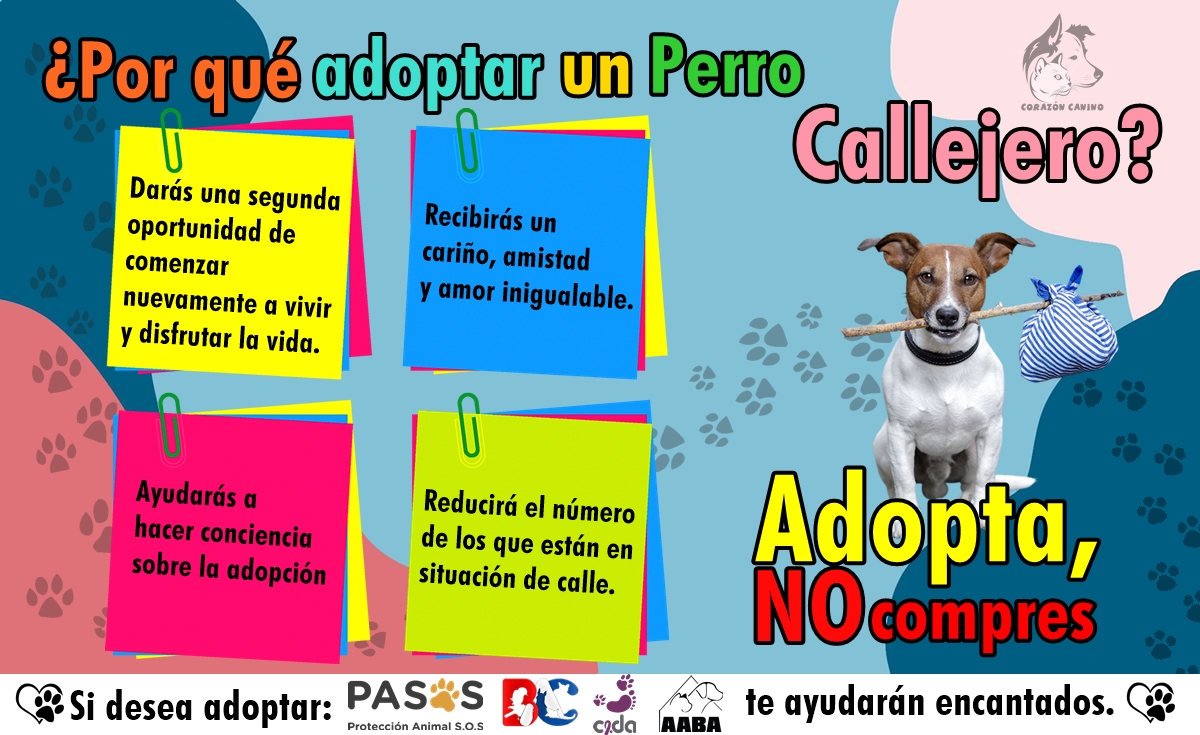 ¿Por qué adoptar un Perro
Callejero?
CORAZÓN CANINO
Darás una segunda
oportunidad de
comenzar
nuevamente a vivir
y disfrutar la vida.
Recibirás un
cariño, amistad
y amor inigualable.
Ayudarás a
hacer conciencia
sobre la adopción
Reducirá el número
de los que están en
situación de calle.
Adopta,
NO compres
Si desea adoptar:
PASOS
Protección Animal S.O.S
BC
AABA
te ayudarán encantados.